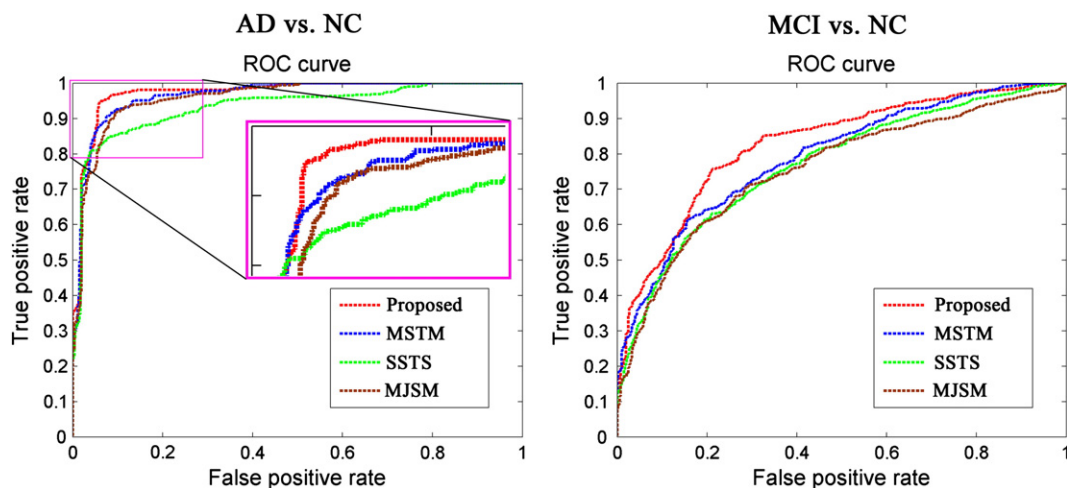 AD vs. NC
ROC curve
True positive rate
1
0.9
0.8
0.7
0.6
0.5
0.4
0.3
0.2
0.1
0
0
0.2
0.4
0.6
0.8
1
False positive rate
Proposed
MSTM
SSTS
MJSM
MCI vs. NC
ROC curve
True positive rate
1
0.9
0.8
0.7
0.6
0.5
0.4
0.3
0.2
0.1
0
0
0.2
0.4
0.6
0.8
1
False positive rate
Proposed
MSTM
SSTS
MJSM